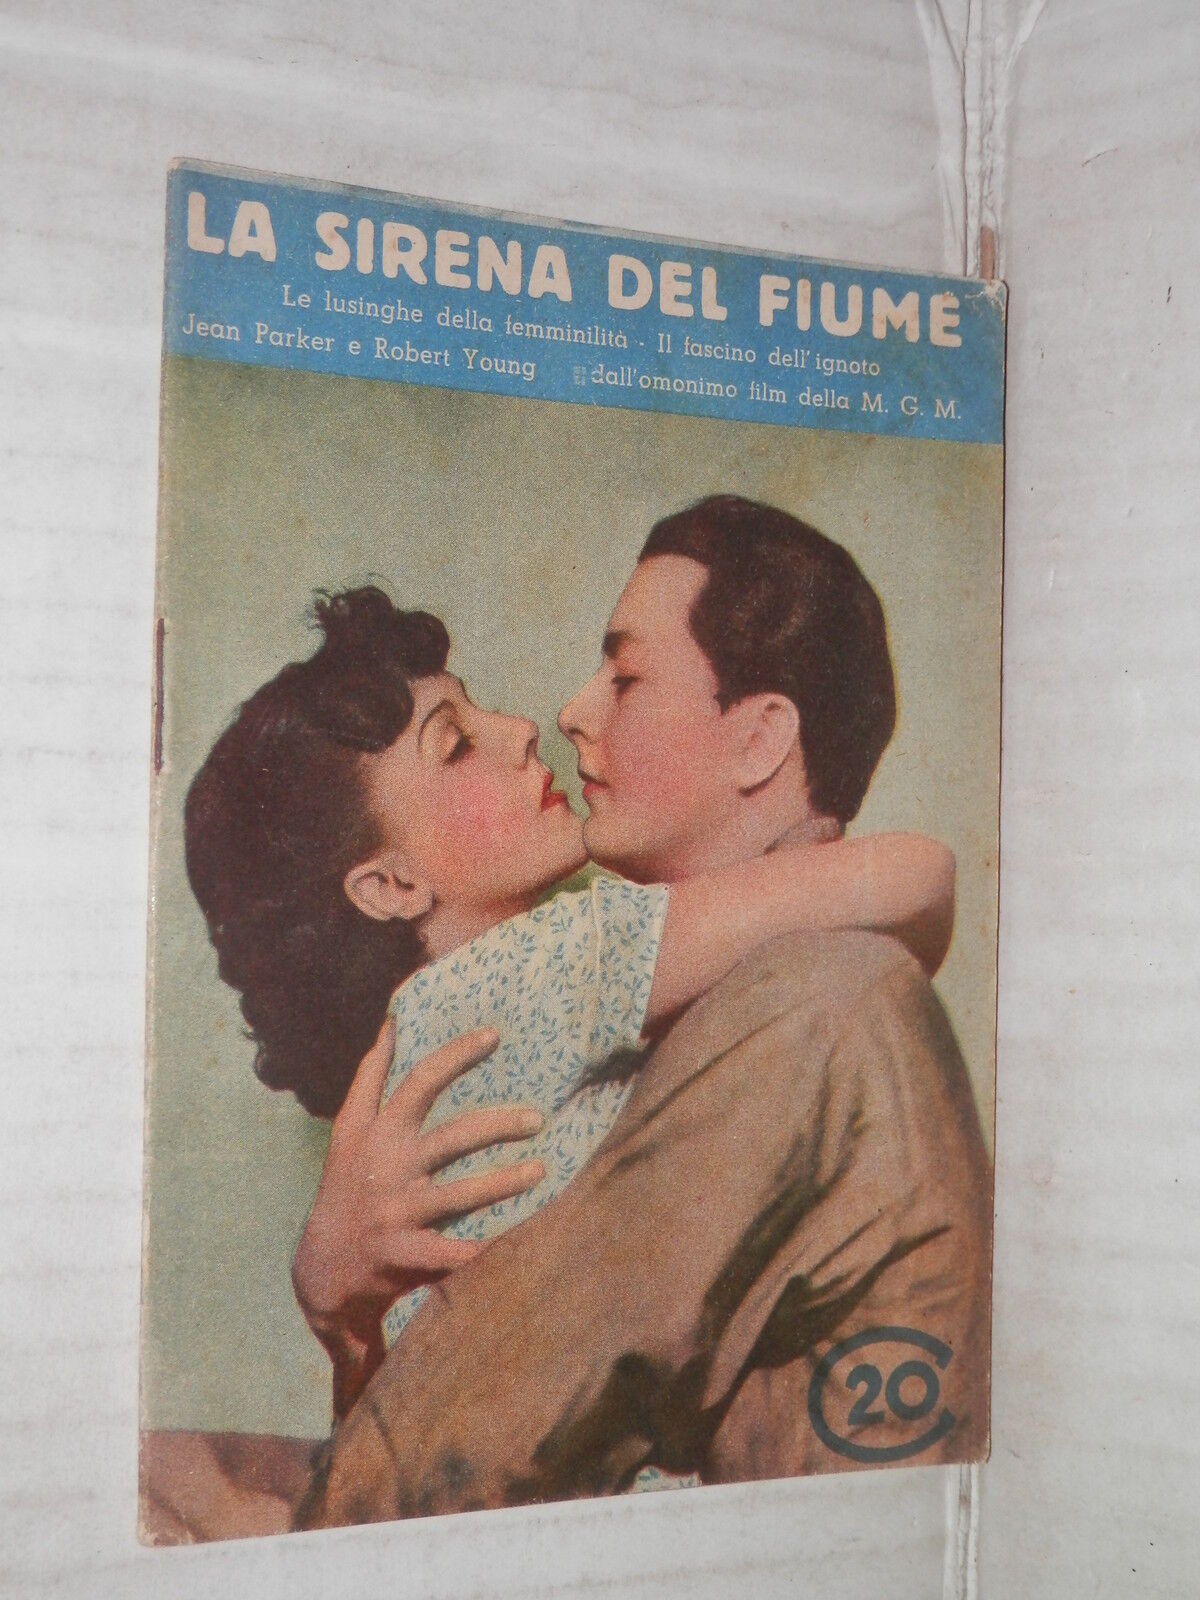 LA SIRENA DEL FIUME
Le lusinghe della femminilità - Il fascino dell'ignoto
Jean Parker e Robert Young dall'omonimo film della M. G. M.
C 20